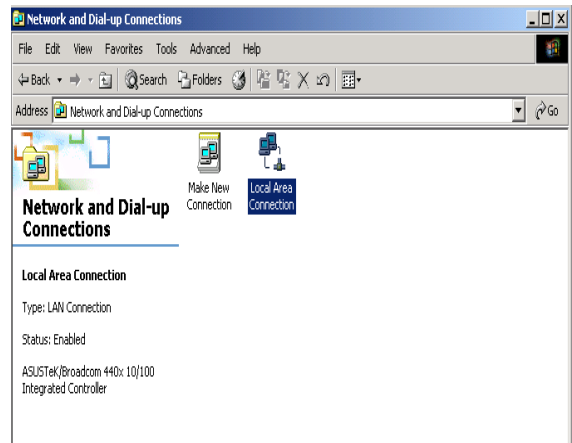 Network and Dial-up Connections
File Edit View Favorites Tools Advanced Help
Back Search Folders
Address Network and Dial-up Connections Go
Make New
Connection
Local Area
Connection
Network and Dial-up
Connections
Local Area Connection
Type: LAN Connection
Status: Enabled
ASUSTeK/Broadcom 440x 10/100
Integrated Controller